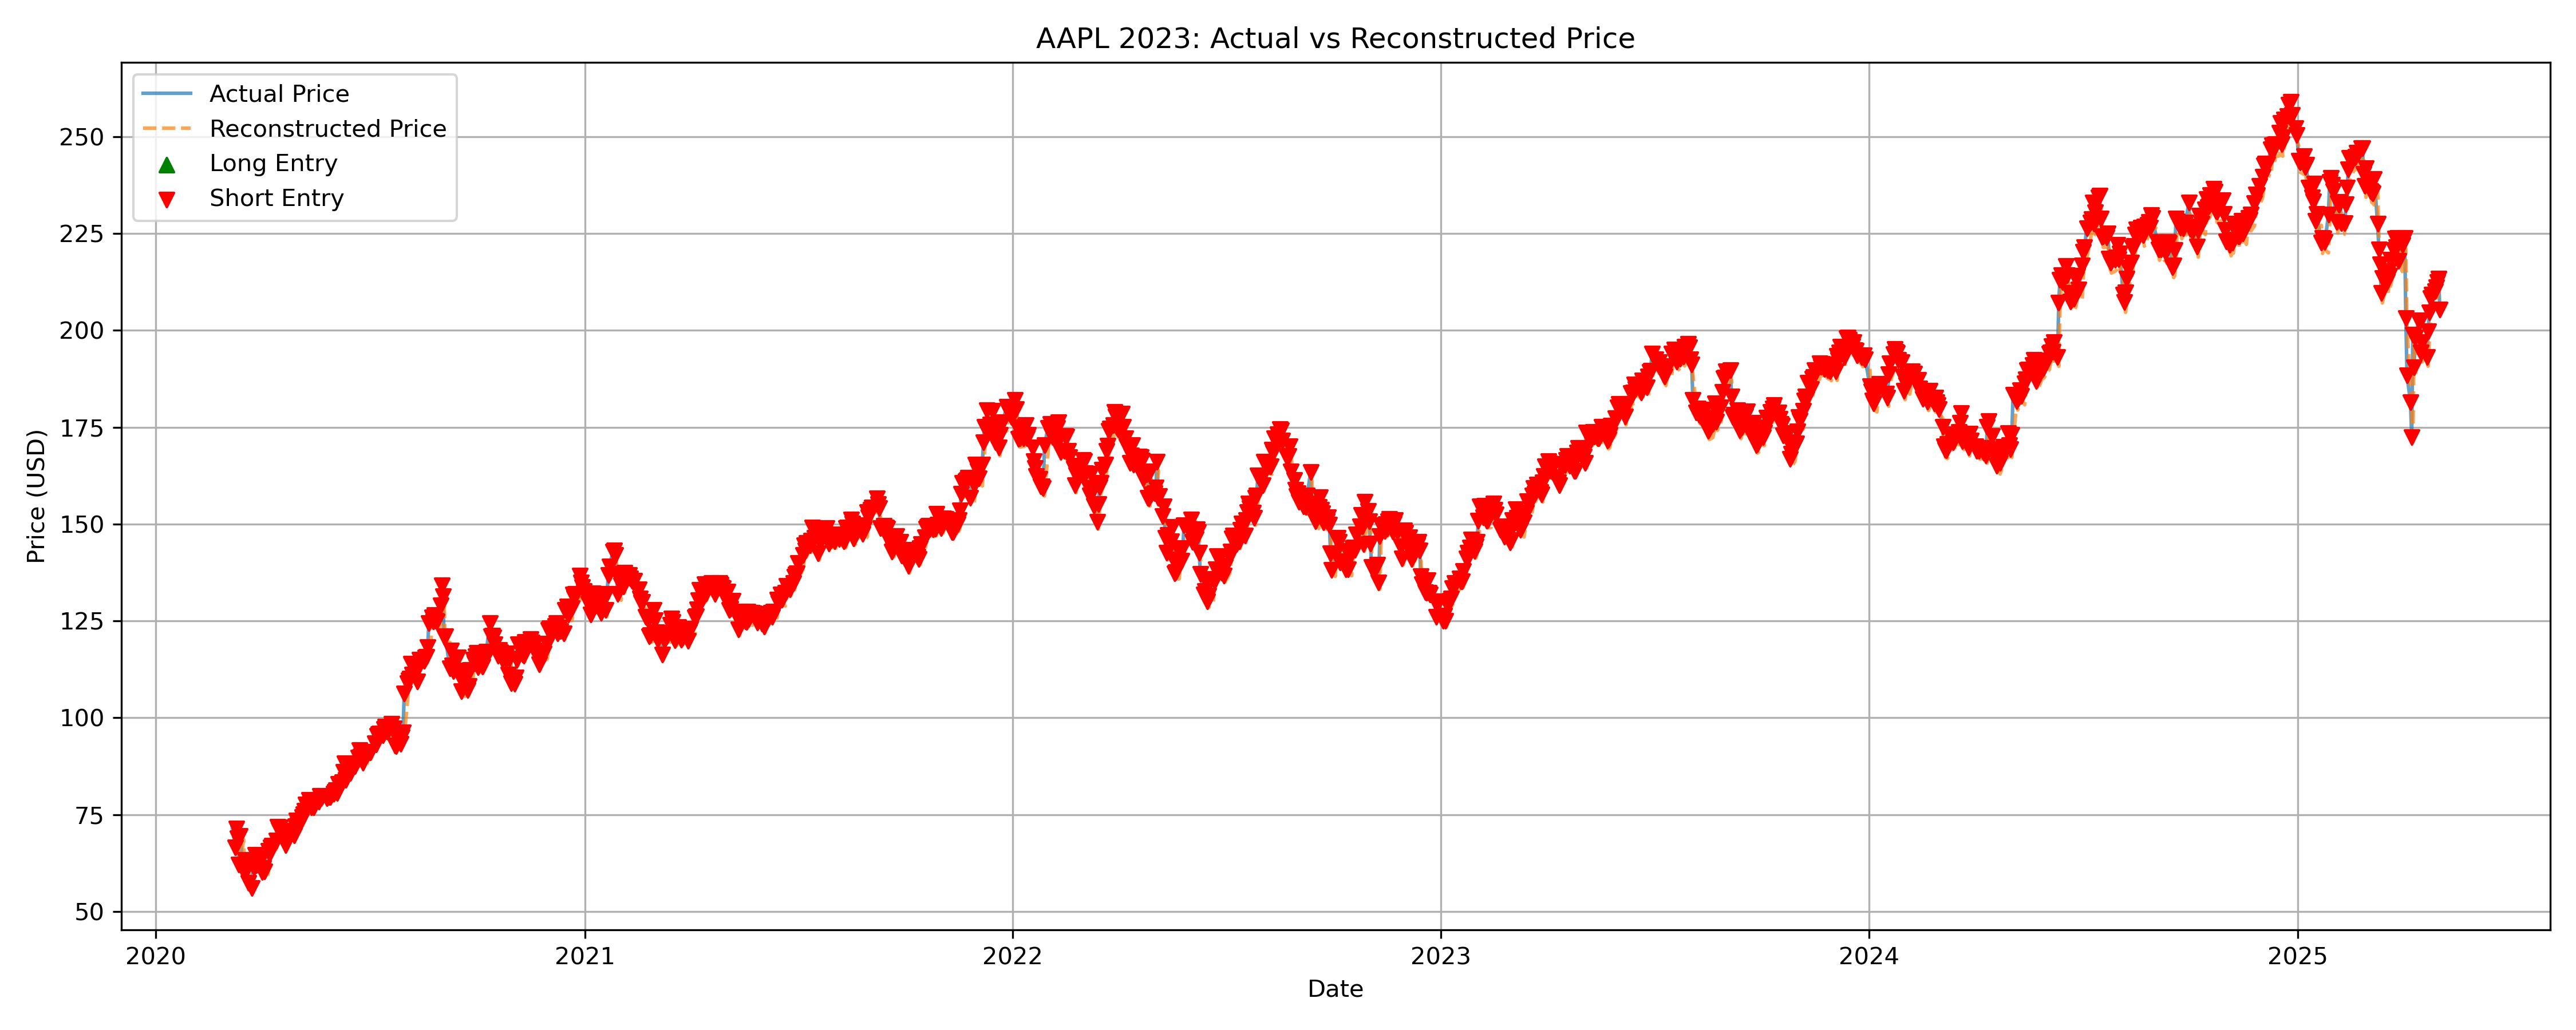 AAPL 2023: Actual vs Reconstructed Price
Actual Price
Reconstructed Price
Long Entry
Short Entry
Price (USD)
250
225
200
175
150
125
100
75
50
2020 2021 2022 2023 2024 2025
Date